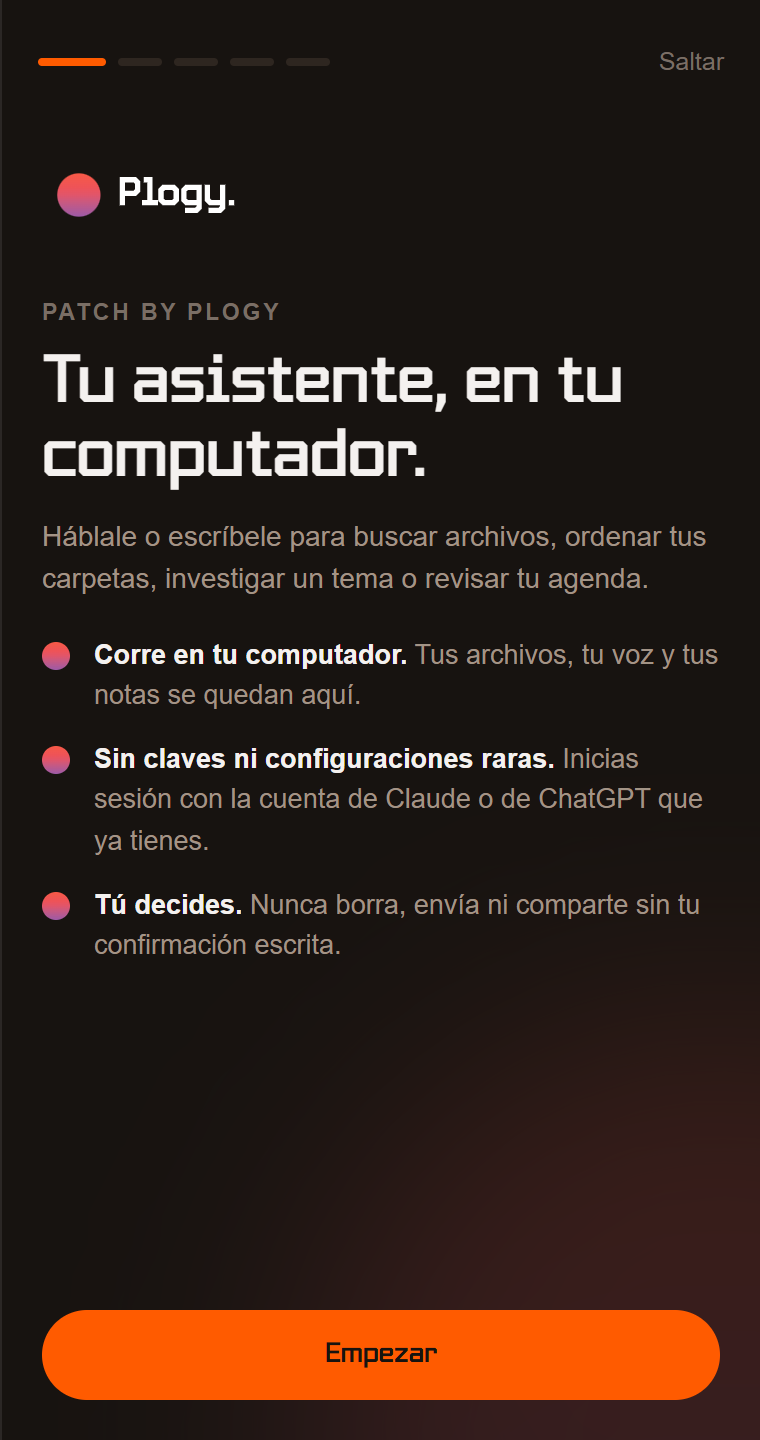 Saltar
Plogy.
PATCH BY PLOGY
Tu asistente, en tu
computador.
Háblale o escríbele para buscar archivos, ordenar tus
carpetas, investigar un tema o revisar tu agenda.
Corre en tu computador. Tus archivos, tu voz y tus
notas se quedan aquí.
Sin claves ni configuraciones raras. Inicias
sesión con la cuenta de Claude o de ChatGPT que
ya tienes.
Tú decides. Nunca borra, envía ni comparte sin tu
confirmación escrita.
Empezar